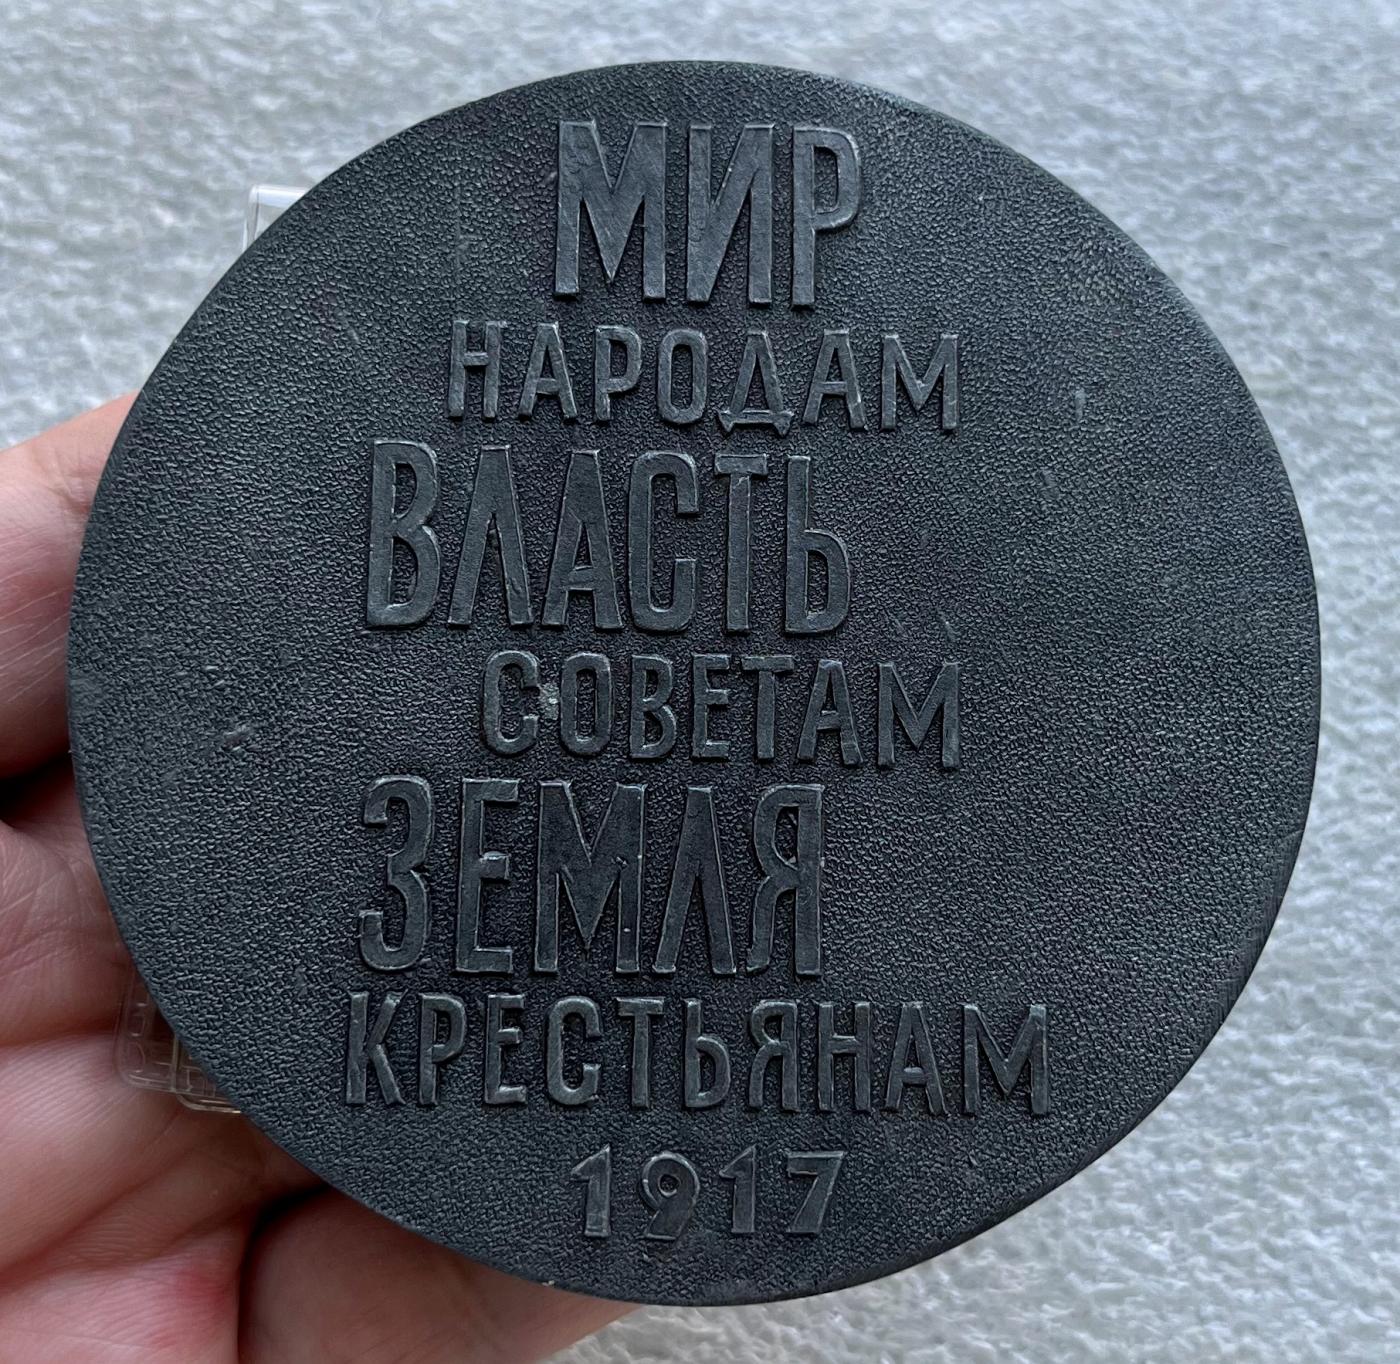 МИР
НАРОДАМ
ВЛАСТЬ
СОВЕТАМ
ЗЕМЛЯ
КРЕСТЬЯНАМ
1917